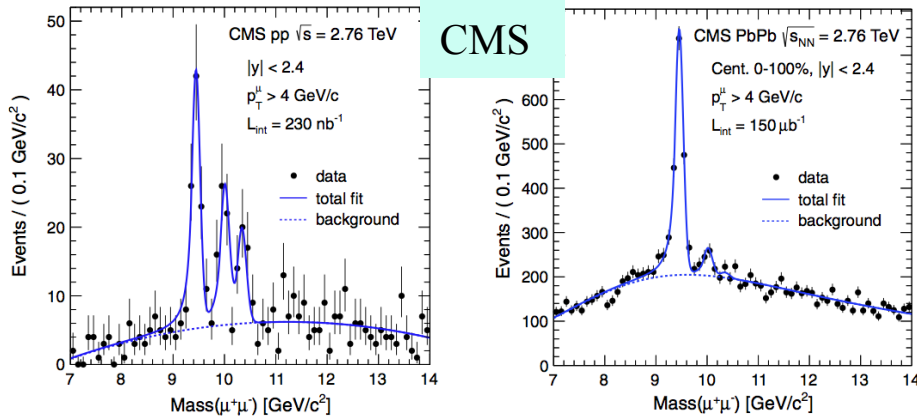 CMS
CMS pp √s = 2.76 TeV
|y| < 2.4
p_T^μ > 4 GeV/c
L_int = 230 nb⁻¹
data
total fit
background
Events / ( 0.1 GeV/c² )
50
40
30
20
10
0
7 8 9 10 11 12 13 14
Mass(μ⁺μ⁻) [GeV/c²]
CMS PbPb √s_NN = 2.76 TeV
Cent. 0-100%, |y| < 2.4
p_T^μ > 4 GeV/c
L_int = 150 μb⁻¹
data
total fit
background
Events / ( 0.1 GeV/c² )
700
600
500
400
300
200
100
0
7 8 9 10 11 12 13 14
Mass(μ⁺μ⁻) [GeV/c²]